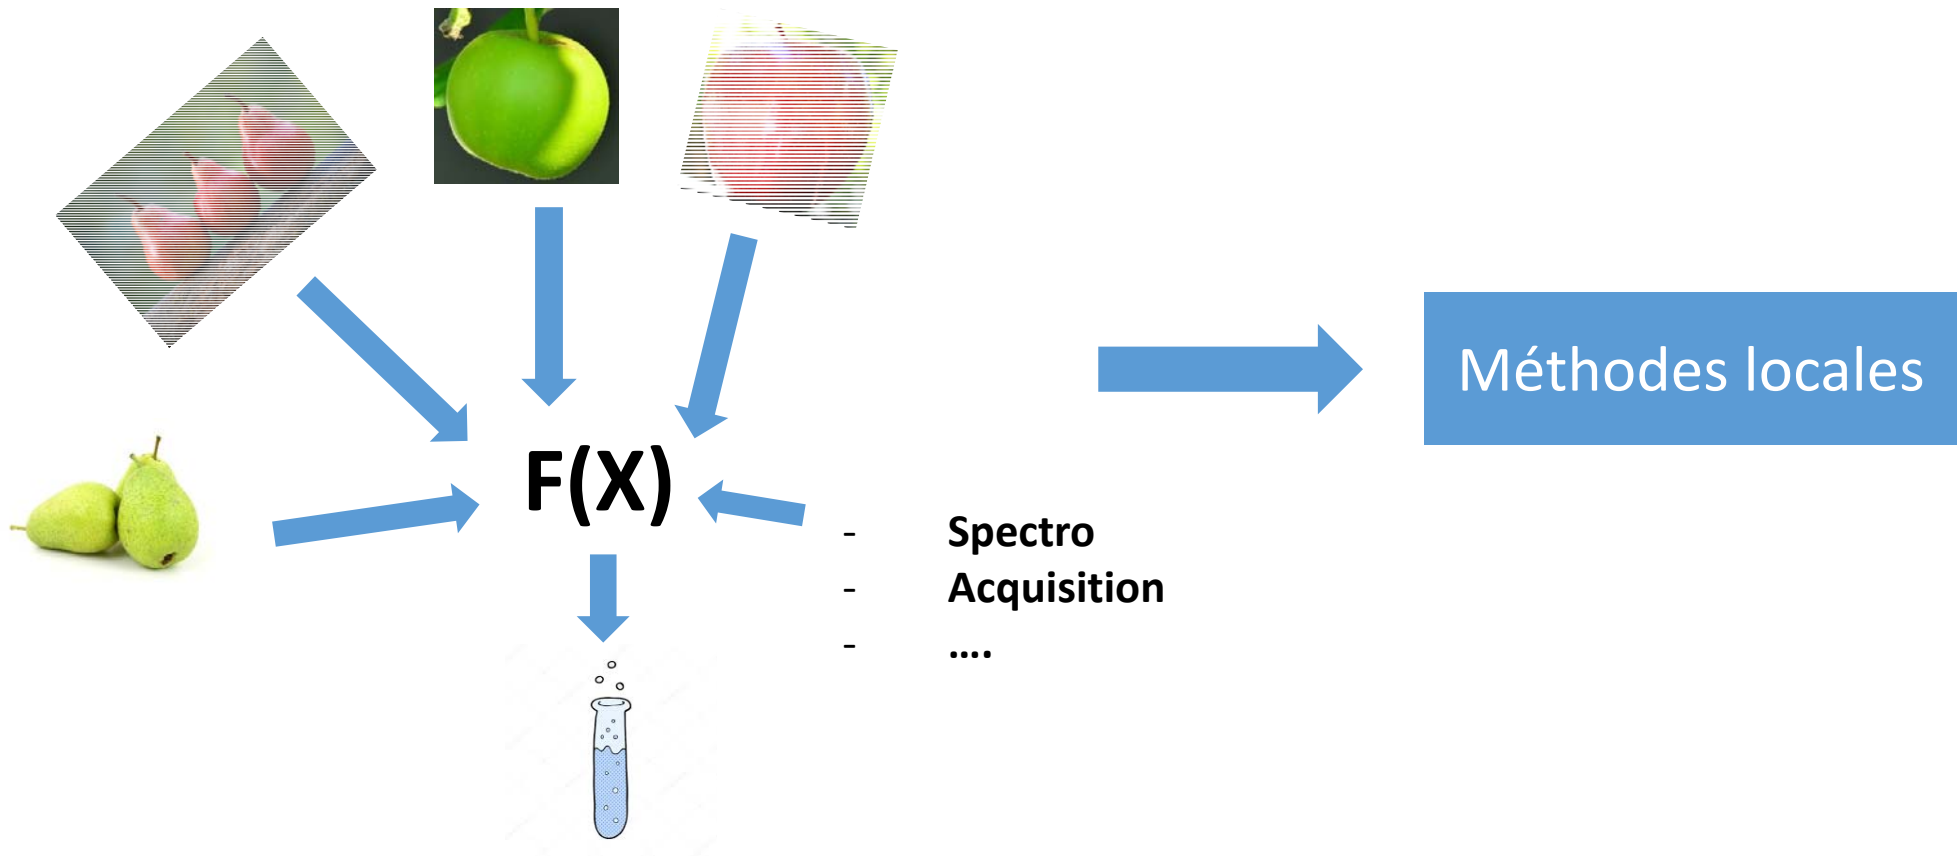 F(X)
Méthodes locales
- Spectro
- Acquisition
- ....